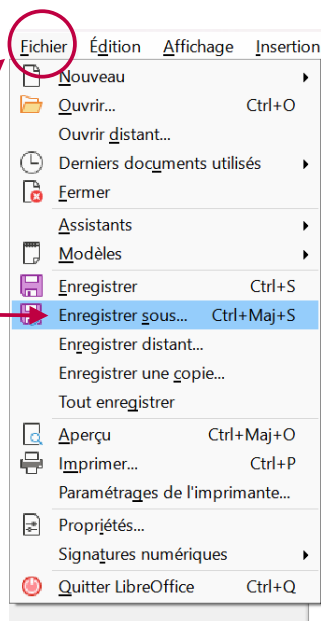 Fichier Édition Affichage Insertion
Nouveau
Ouvrir... Ctrl+O
Ouvrir distant...
Derniers documents utilisés
Fermer
Assistants
Modèles
Enregistrer Ctrl+S
Enregistrer sous... Ctrl+Maj+S
Enregistrer distant...
Enregistrer une copie...
Tout enregistrer
Aperçu Ctrl+Maj+O
Imprimer... Ctrl+P
Paramétrages de l'imprimante...
Propriétés...
Signatures numériques
Quitter LibreOffice Ctrl+Q